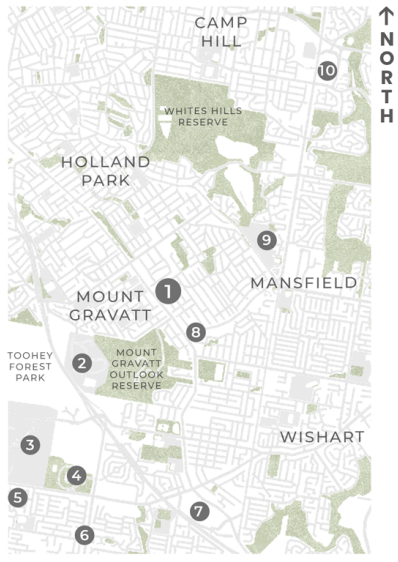 CAMP
HILL
NORTH
10
WHITES HILLS
RESERVE
HOLLAND
PARK
9
MANSFIELD
1
MOUNT
GRAVATT
8
TOOHEY
FOREST
PARK
2
MOUNT
GRAVATT
OUTLOOK
RESERVE
WISHART
3
4
5
7
6